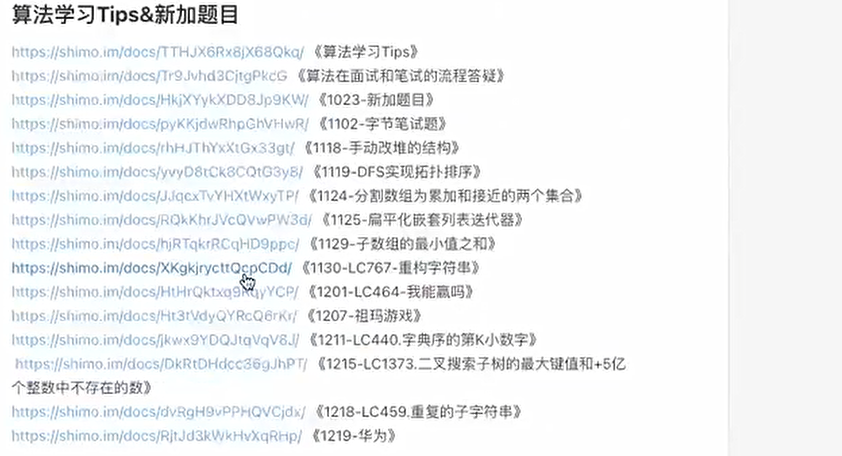 算法学习Tips&新加题目
https://shimo.im/docs/TTHJX6Rx8jX68Qkq/ 《算法学习Tips》
https://shimo.im/docs/Tr9Jvhd3CjtgPkcG 《算法在面试和笔试的流程答疑》
https://shimo.im/docs/HkjXYykXDD8Jp9KW/ 《1023-新加题目》
https://shimo.im/docs/pyKKjdwRhpGhVHwR/ 《1102-字节笔试题》
https://shimo.im/docs/rhHJThYxXtGx33gt/ 《1118-手动改堆的结构》
https://shimo.im/docs/yvyD8tCk8CQtG3y8/ 《1119-DFS实现拓扑排序》
https://shimo.im/docs/JJqcxTvYHXtWxyTP/ 《1124-分割数组为累加和接近的两个集合》
https://shimo.im/docs/RQkKhrJVcQVwPW3d/ 《1125-扁平化嵌套列表迭代器》
https://shimo.im/docs/hjRTqkrRCqHD9ppc/ 《1129-子数组的最小值之和》
https://shimo.im/docs/XKgkjrycttQcpCDd/ 《1130-LC767-重构字符串》
《1201-LC464-我能赢吗》
https://shimo.im/docs/Ht3tVdyQYRcQ6rKr/ 《1207-祖玛游戏》
https://shimo.im/docs/jkwx9YDQJtqVqV8J/ 《1211-LC440.字典序的第K小数字》
https://shimo.im/docs/DkRtDHdcc36gJhPT/ 《1215-LC1373.二叉搜索子树的最大键值和+5亿
个整数中不存在的数》
https://shimo.im/docs/dvRgH9vPPHQVCjdx/ 《1218-LC459.重复的子字符串》
https://shimo.im/docs/RjtJd3kWkHvXqRHp/ 《1219-华为》